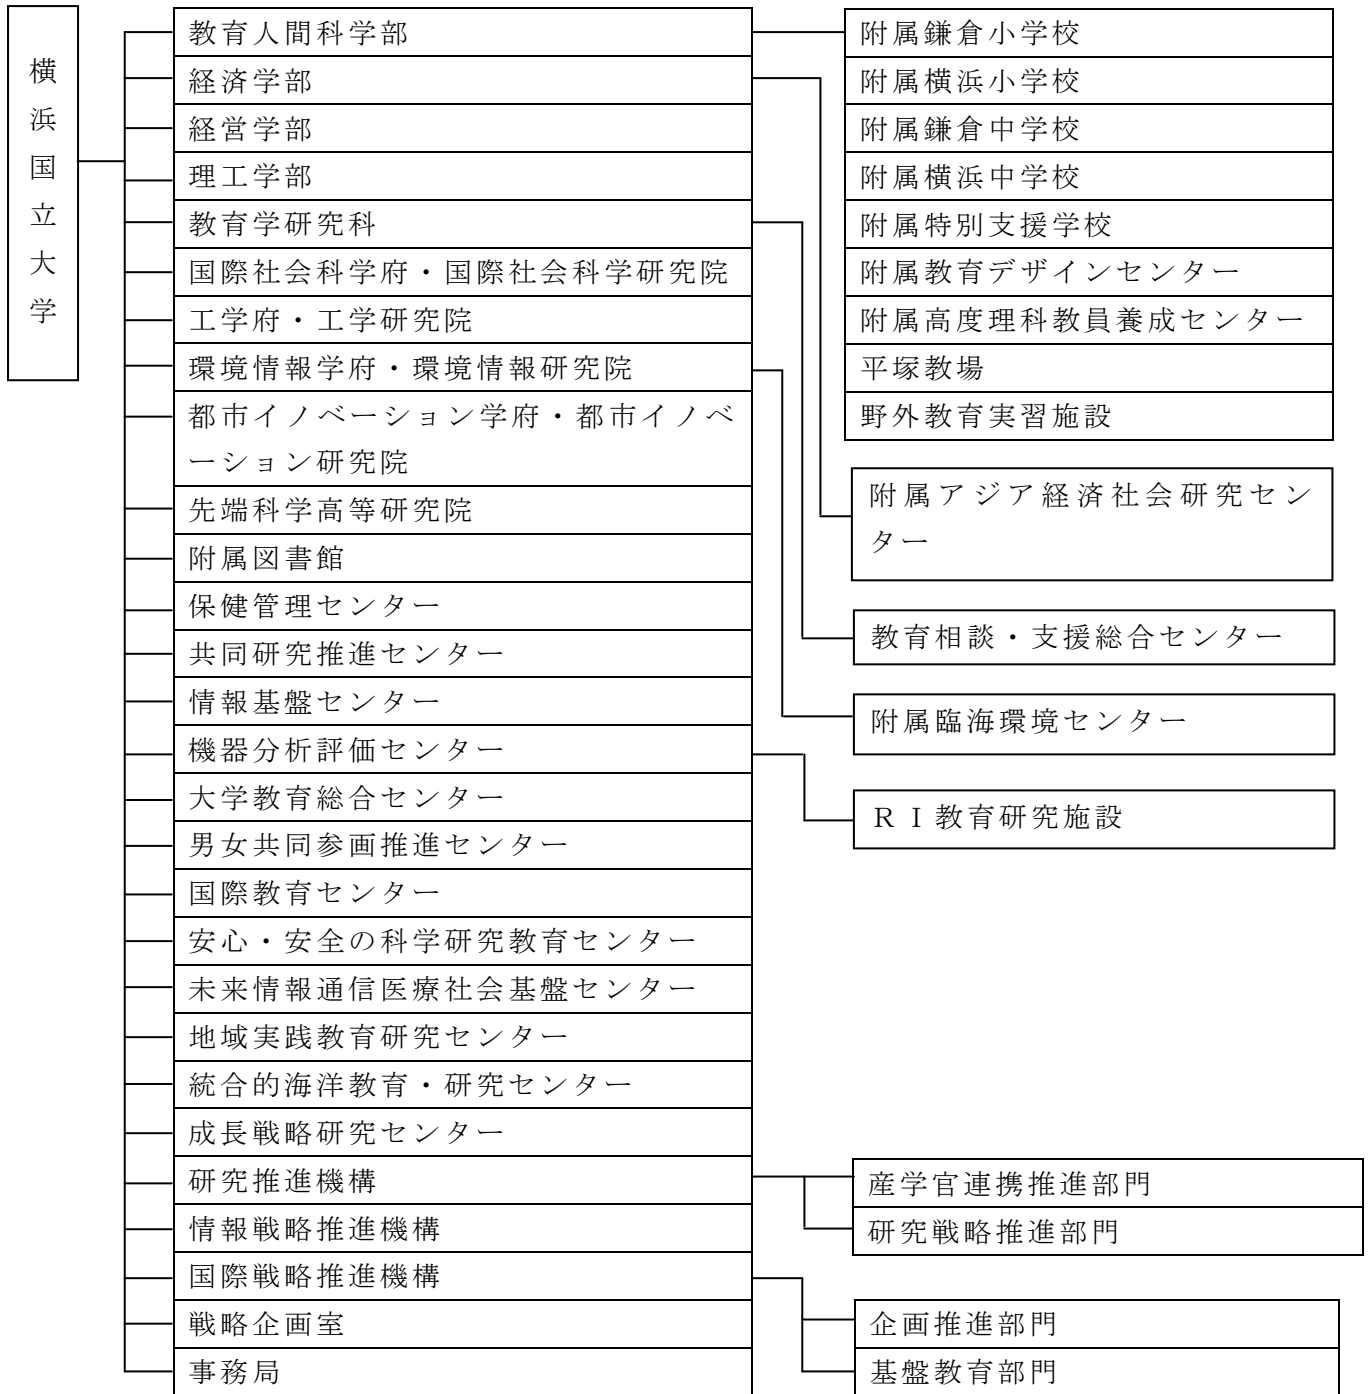 横浜国立大学
教育人間科学部
経済学部
経営学部
理工学部
教育学研究科
国際社会科学府・国際社会科学研究院
工学府・工学研究院
環境情報学府・環境情報研究院
都市イノベーション学府・都市イノベ
ーション研究院
先端科学高等研究院
附属図書館
保健管理センター
共同研究推進センター
情報基盤センター
機器分析評価センター
大学教育総合センター
男女共同参画推進センター
国際教育センター
安心・安全の科学研究教育センター
未来情報通信医療社会基盤センター
地域実践教育研究センター
統合的海洋教育・研究センター
成長戦略研究センター
研究推進機構
情報戦略推進機構
国際戦略推進機構
戦略企画室
事務局
附属鎌倉小学校
附属横浜小学校
附属鎌倉中学校
附属横浜中学校
附属特別支援学校
附属教育デザインセンター
附属高度理科教員養成センター
平塚教場
野外教育実習施設
附属アジア経済社会研究セン
ター
教育相談・支援総合センター
附属臨海環境センター
ＲＩ教育研究施設
産学官連携推進部門
研究戦略推進部門
企画推進部門
基盤教育部門